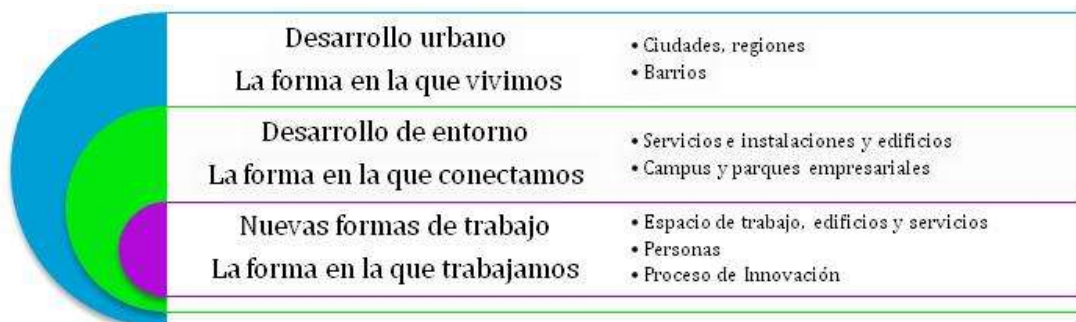 Desarrollo urbano
La forma en la que vivimos
• Ciudades, regiones
• Barrios
Desarrollo de entorno
La forma en la que conectamos
• Servicios e instalaciones y edificios
• Campus y parques empresariales
Nuevas formas de trabajo
La forma en la que trabajamos
• Espacio de trabajo, edificios y servicios
• Personas
• Proceso de Innovación